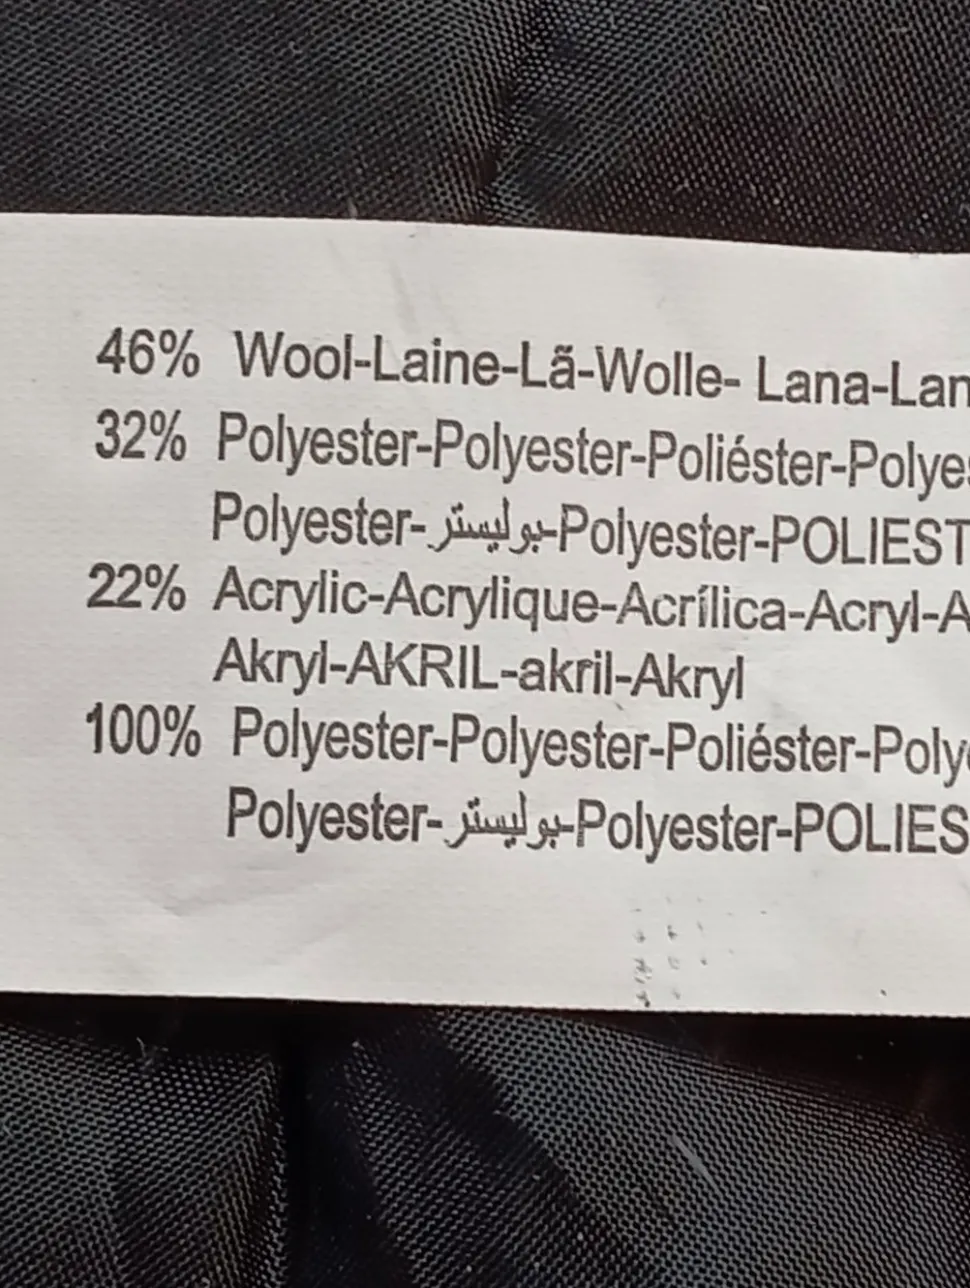 46% Wool-Laine-Lã-Wolle- Lana-Lan
32% Polyester-Polyester-Poliéster-Polyes
Polyester-بوليستر-Polyester-POLIEST
22% Acrylic-Acrylique-Acrílica-Acryl-A
Akryl-AKRIL-akril-Akryl
100% Polyester-Polyester-Poliéster-Polye
Polyester-بوليستر-Polyester-POLIES